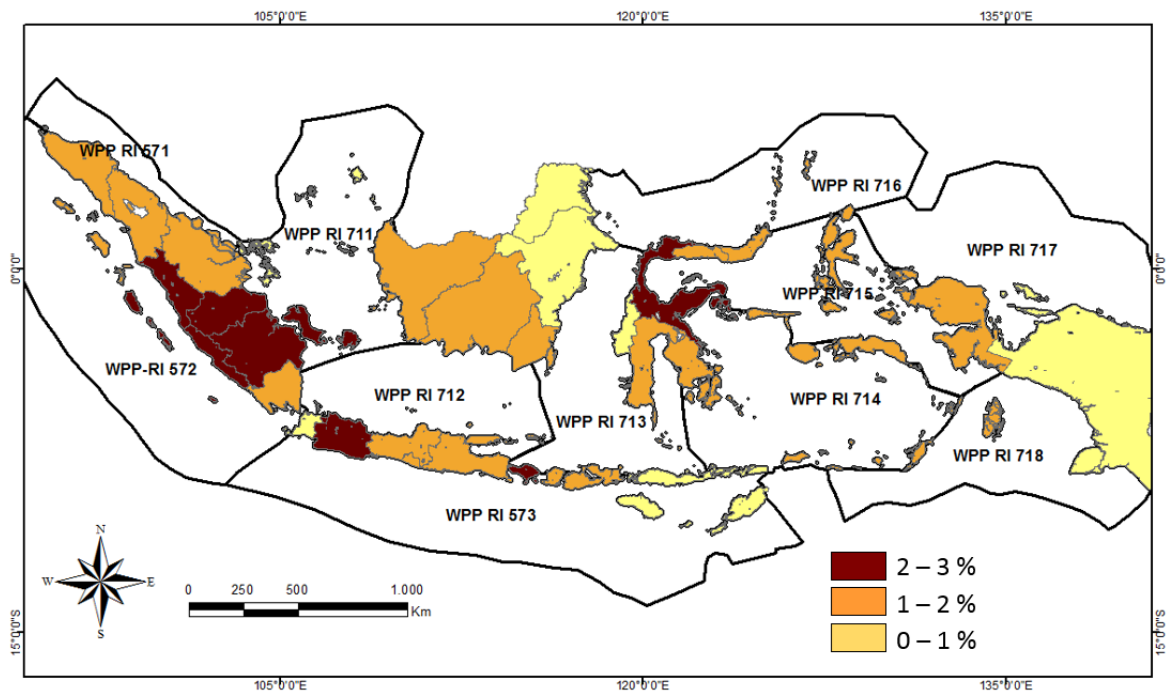 105°0'0"E
120°0'0"E
135°0'0"E
WPP RI 571
WPP RI 716
WPP RI 711
WPP RI 717
0°0'0"
0°0'0"
WPP RI 715
WPP-RI 572
WPP RI 712
WPP RI 713
WPP RI 714
WPP RI 718
WPP RI 573
N
W
E
S
0
250
500
1.000
Km
2 – 3 %
1 – 2 %
0 – 1 %
15°0'0"S
15°0'0"S
105°0'0"E
120°0'0"E
135°0'0"E